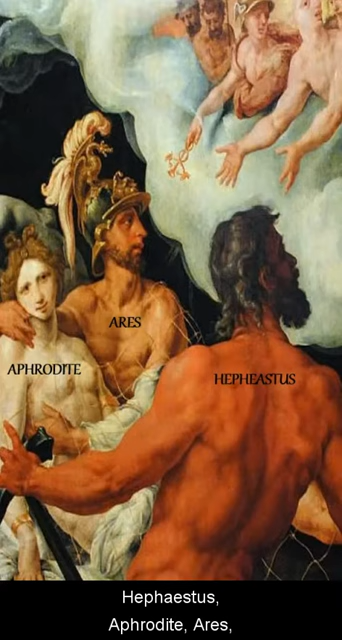 ARES
APHRODITE
HEPHEASTUS
Hephaestus,
Aphrodite, Ares,